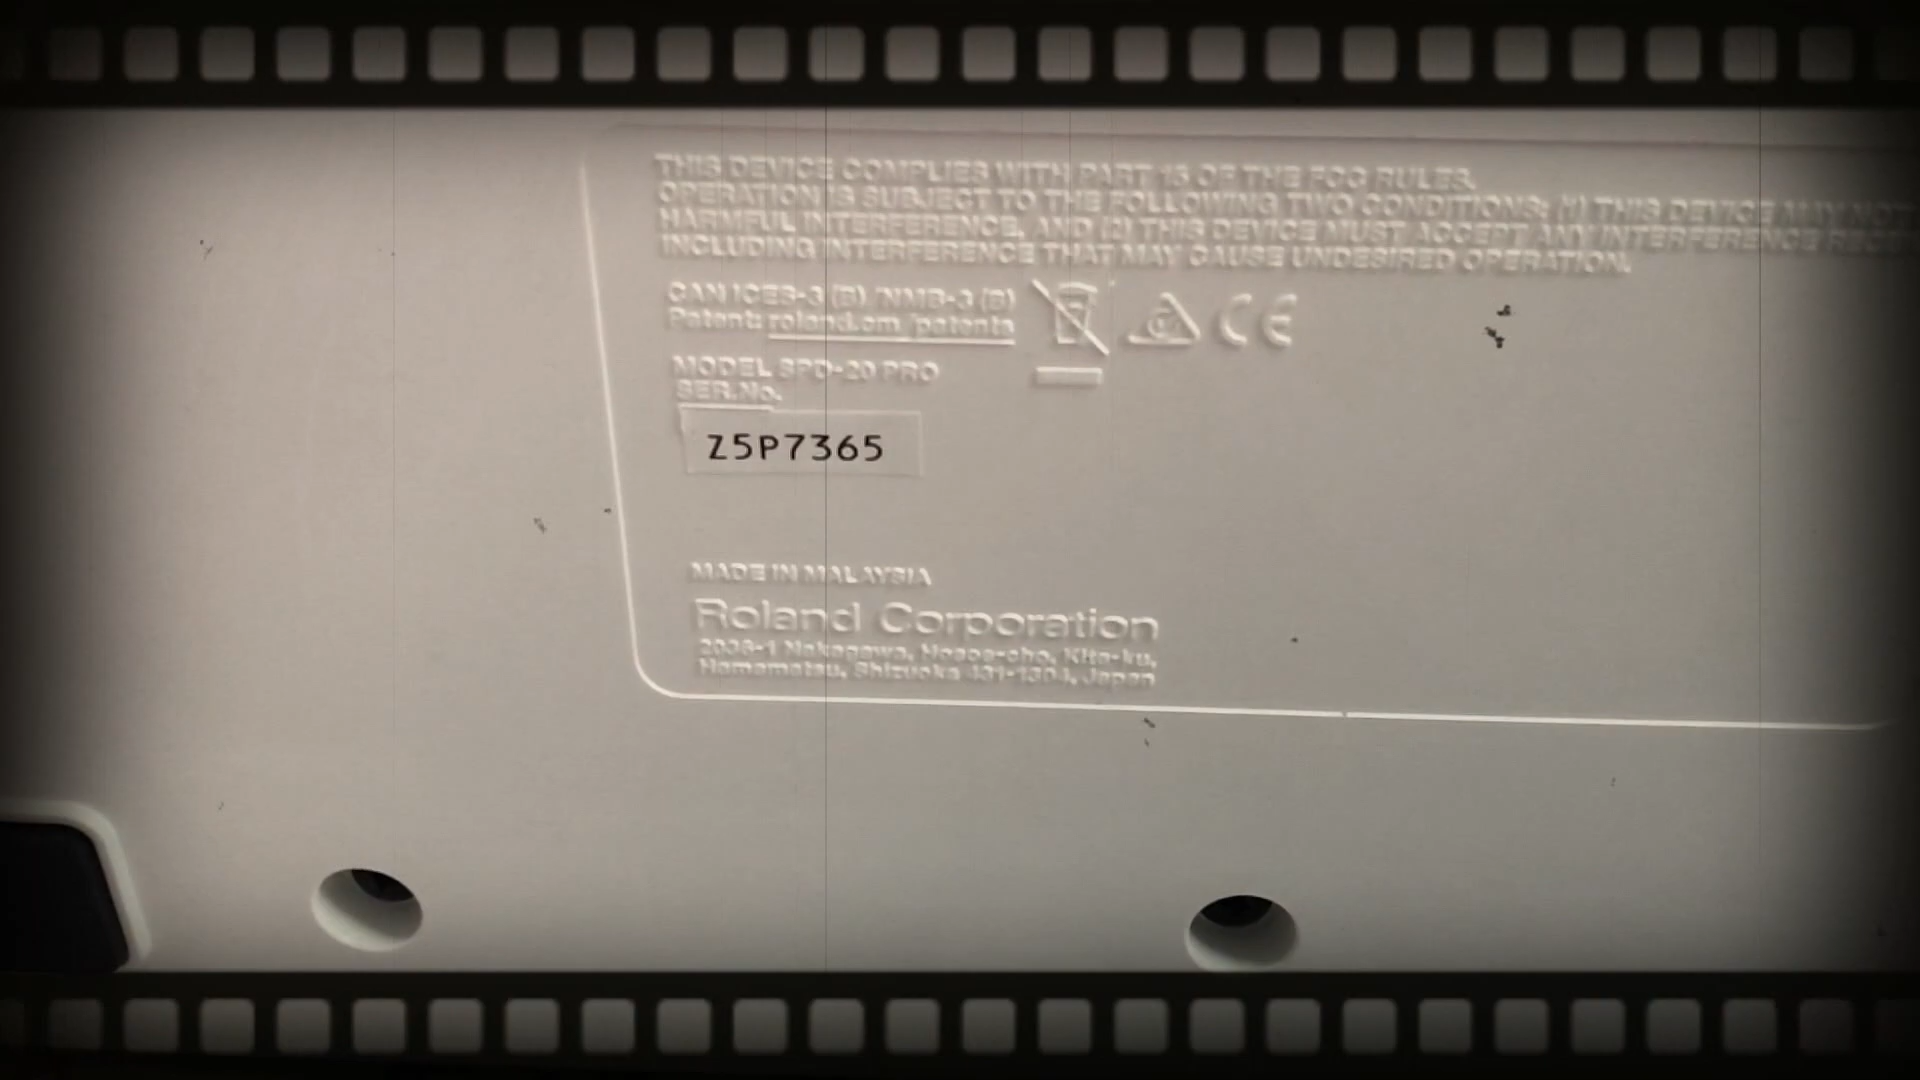 THIS DEVICE COMPLIES WITH PART 15 OF THE FCC RULES.
OPERATION IS SUBJECT TO THE FOLLOWING TWO CONDITIONS: (1) THIS DEVICE MAY NOT
HARMFUL INTERFERENCE, AND (2) THIS DEVICE MUST ACCEPT ANY INTERFERENCE
INCLUDING INTERFERENCE THAT MAY CAUSE UNDESIRED OPERATION.
CAN ICES-3 (B) /NMB-3 (B)
Patent: roland.cm /patents
CE
MODEL SPD-20 PRO
SER.No.
Z5P7365
MADE IN MALAYSIA
Roland Corporation
2036-1 Nakagawa, Hosoe-cho, Kita-ku,
Hamamatsu, Shizuoka 431-1304, Japan